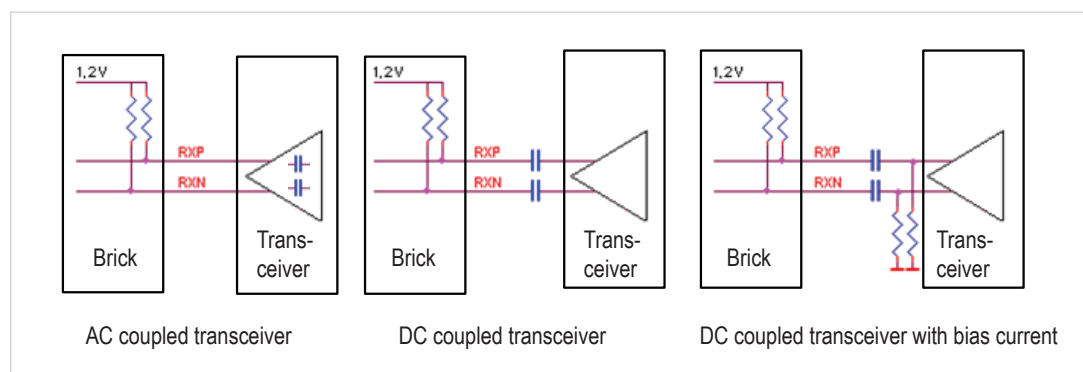 1,2V
RXP
RXN
Brick
Trans-
ceiver
AC coupled transceiver
1,2V
RXP
RXN
Brick
Trans-
ceiver
DC coupled transceiver
1,2V
RXP
RXN
Brick
Trans-
ceiver
DC coupled transceiver with bias current